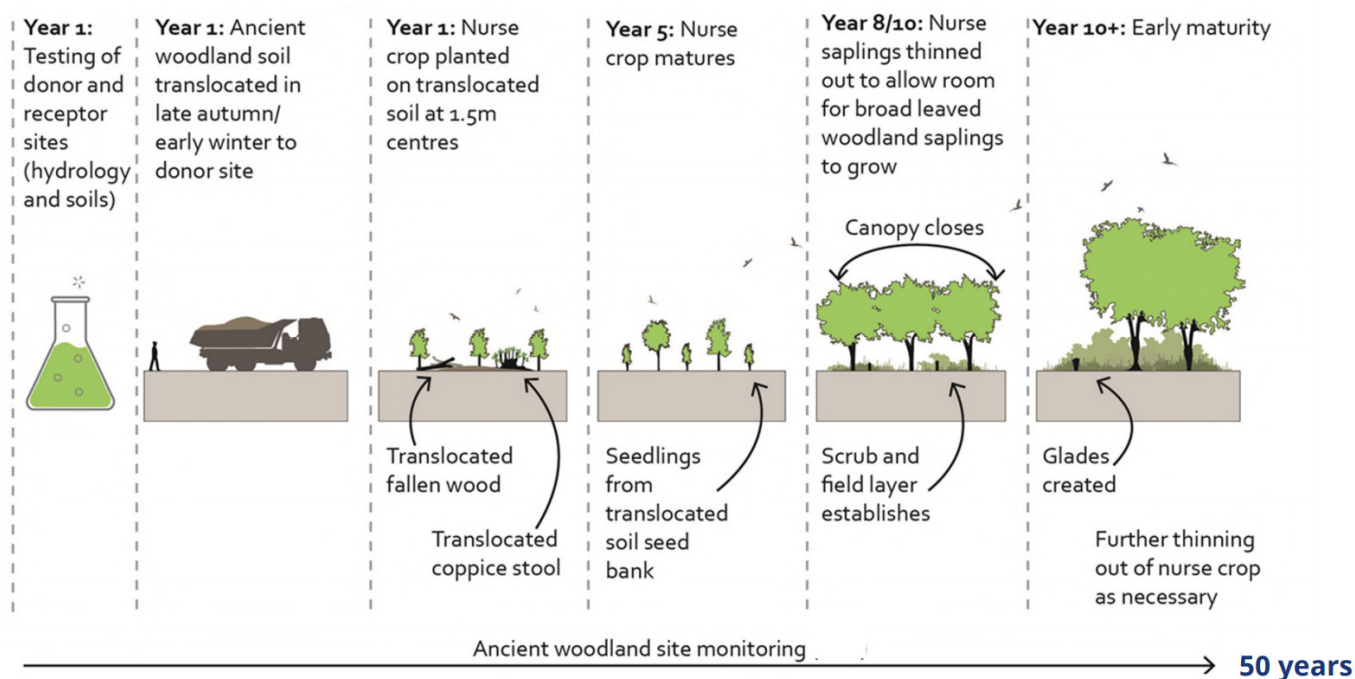 Year 1:
Testing of
donor and
receptor
sites
(hydrology
and soils)
Year 1: Ancient
woodland soil
translocated in
late autumn/
early winter to
donor site
Year 1: Nurse
crop planted
on translocated
soil at 1.5m
centres
Year 5: Nurse
crop matures
Year 8/10: Nurse
saplings thinned
out to allow room
for broad leaved
woodland saplings
to grow
Year 10+: Early maturity
Canopy closes
Translocated
fallen wood
Translocated
coppice stool
Seedlings
from
translocated
soil seed
bank
Scrub and
field layer
establishes
Glades
created
Further thinning
out of nurse crop
as necessary
Ancient woodland site monitoring
50 years